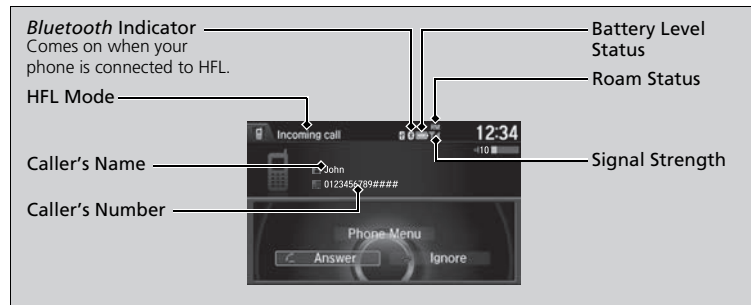 Bluetooth Indicator
Comes on when your
phone is connected to HFL.
HFL Mode
Caller's Name
Caller's Number
Battery Level
Status
Roam Status
Signal Strength
Incoming call
12:34
10
John
0123456789####
Phone Menu
Answer
Ignore